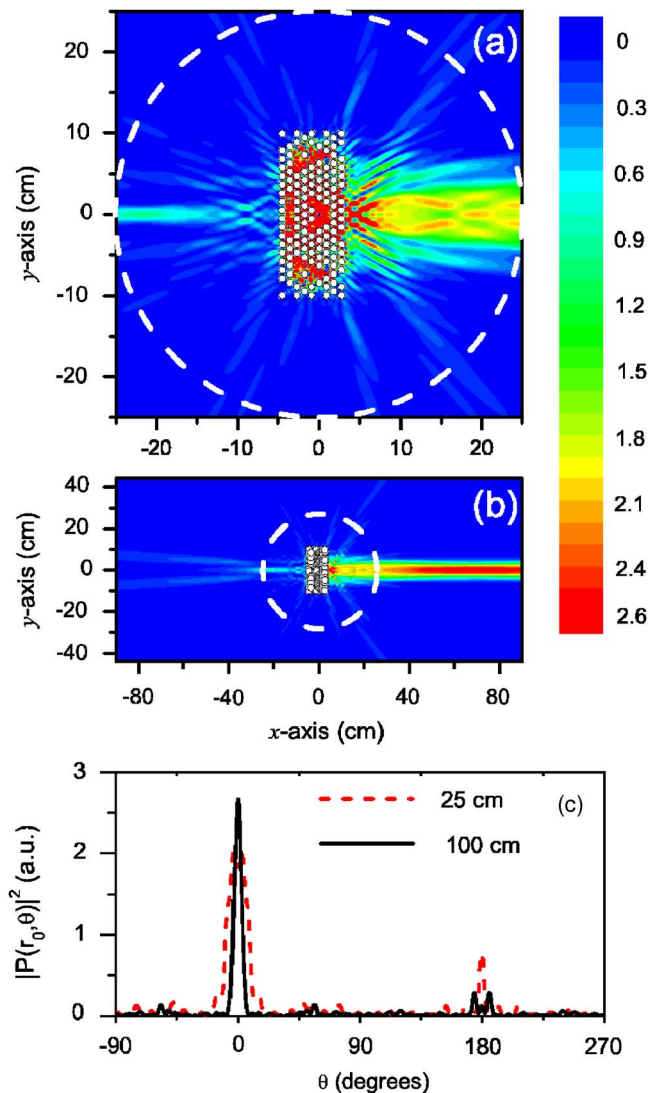 (a)
y-axis (cm)
20
10
0
-10
-20
-20 -10 0 10 20
0
0.3
0.6
0.9
1.2
1.5
1.8
2.1
2.4
2.6
(b)
y-axis (cm)
40
20
0
-20
-40
-80 -40 0 40 80
x-axis (cm)
(c)
|P(r₀,θ)|² (a.u.)
3
2
1
0
25 cm
100 cm
-90 0 90 180 270
θ (degrees)